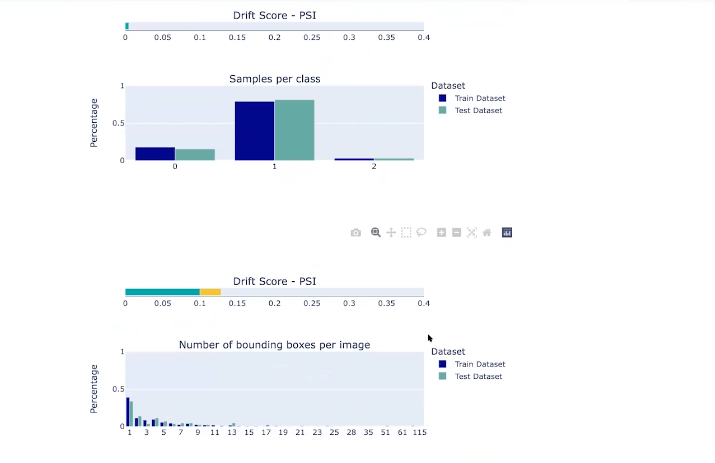 Drift Score - PSI
0 0.05 0.1 0.15 0.2 0.25 0.3 0.35 0.4
Samples per class
Dataset
Train Dataset
Test Dataset
Percentage
1
0.5
0
0 1 2
Drift Score - PSI
0 0.05 0.1 0.15 0.2 0.25 0.3 0.35 0.4
Number of bounding boxes per image
Dataset
Train Dataset
Test Dataset
Percentage
1
0.5
0
1 3 5 7 9 11 13 15 17 19 21 23 25 28 35 51 61 115